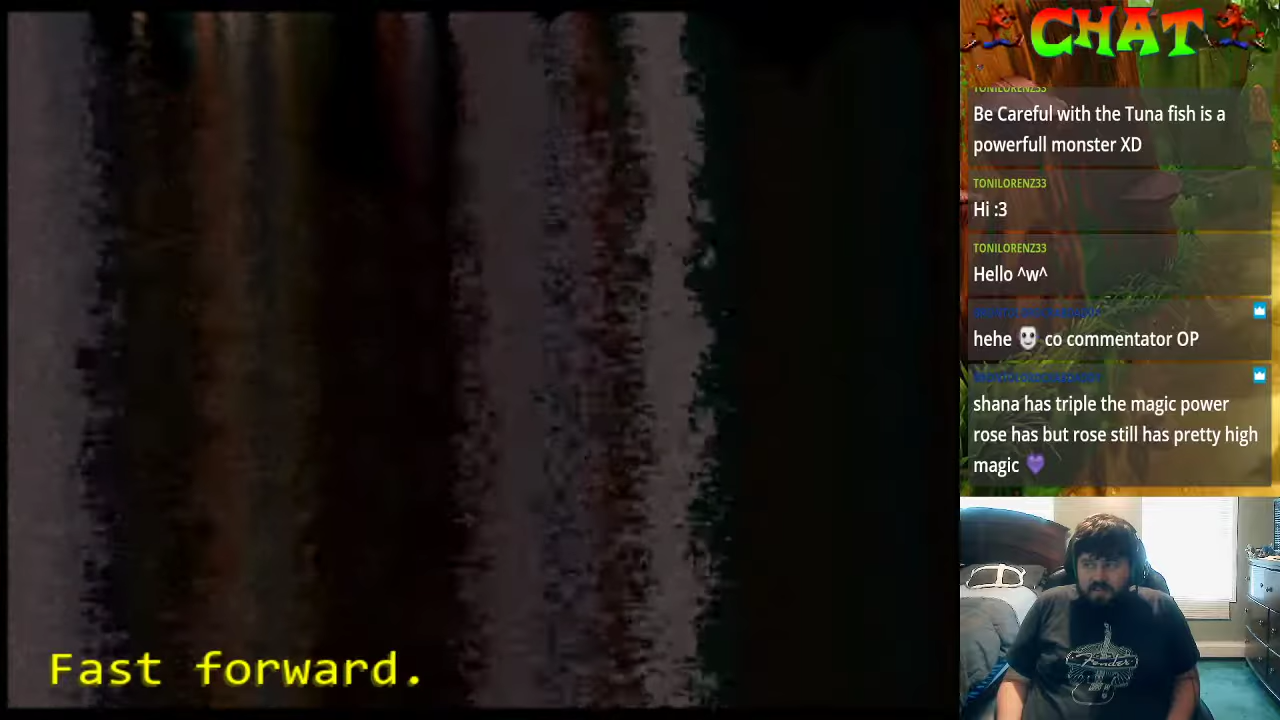 CHAT
TONILORENZ33
Be Careful with the Tuna fish is a
powerfull monster XD
TONILORENZ33
Hi :3
TONILORENZ33
Hello ^w^
hehe co commentator OP
shana has triple the magic power
rose has but rose still has pretty high
magic 💜
Fender
Fast forward.